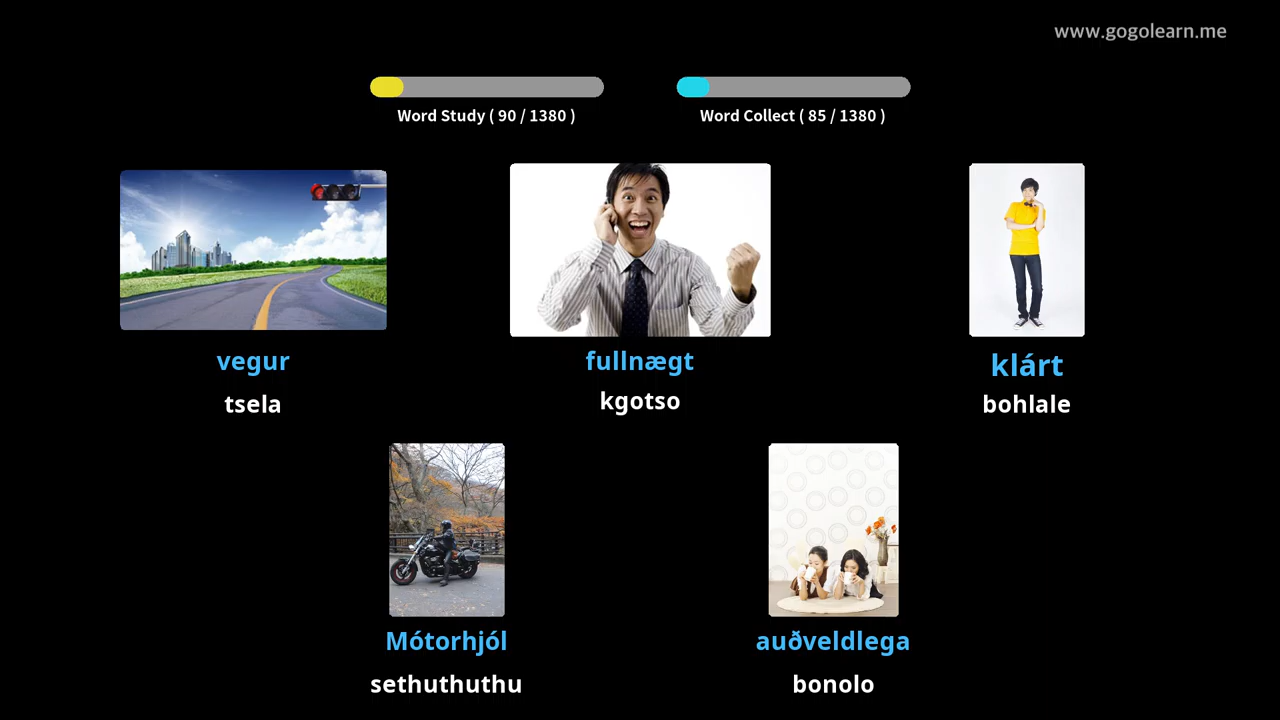 www.gogolearn.me
Word Study ( 90 / 1380 )
Word Collect ( 85 / 1380 )
vegur
tsela
fullnægt
kgotso
klárt
bohlale
Mótorhjól
sethuthuthu
auðveldlega
bonolo